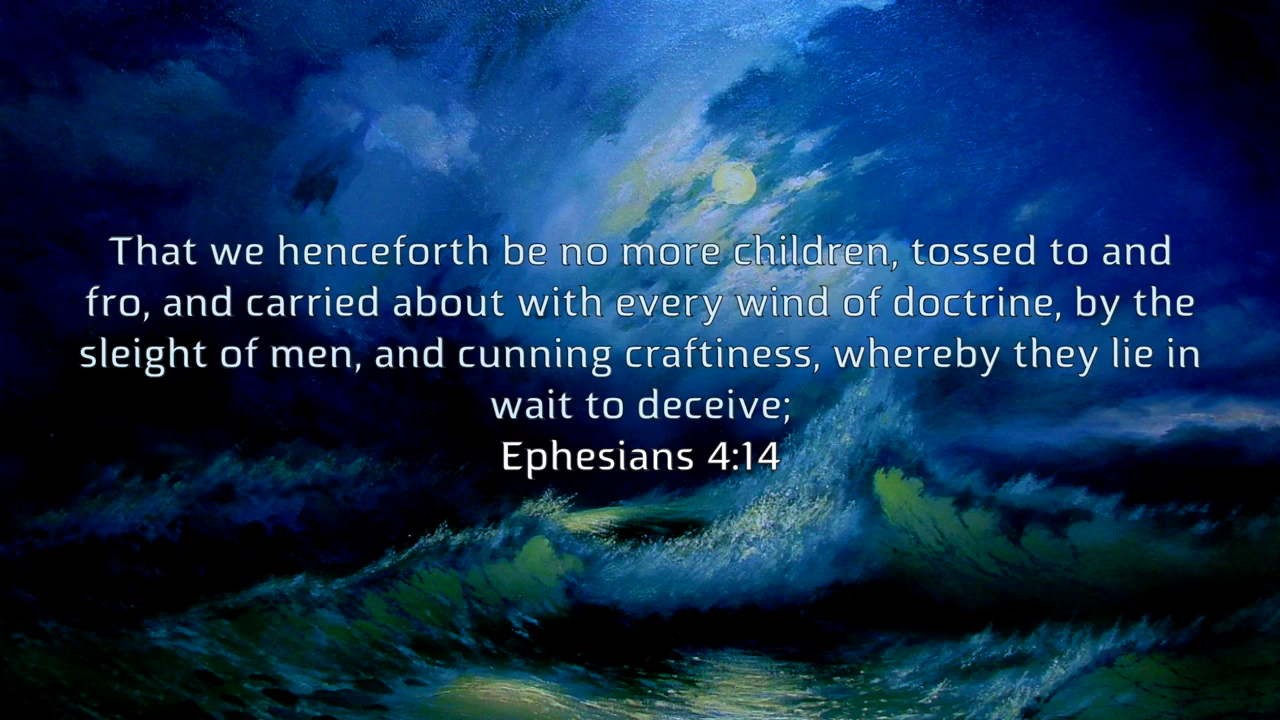 That we henceforth be no more children, tossed to and
fro, and carried about with every wind of doctrine, by the
sleight of men, and cunning craftiness, whereby they lie in
wait to deceive;
Ephesians 4:14